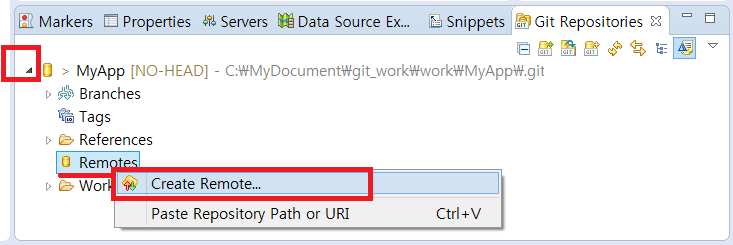 Markers Properties Servers Data Source Ex... Snippets Git Repositories
> MyApp [NO-HEAD] - C:₩MyDocument₩git_work₩work₩MyApp₩.git
Branches
Tags
References
Remotes
Work
Create Remote...
Paste Repository Path or URI Ctrl+V